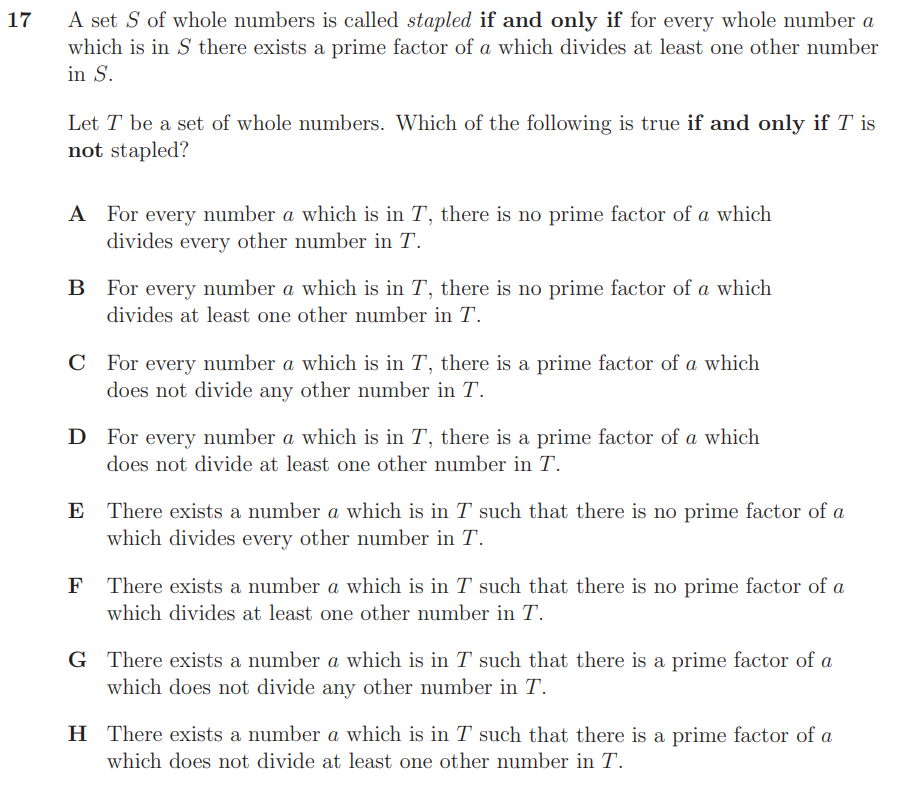 17 A set S of whole numbers is called stapled if and only if for every whole number a
which is in S there exists a prime factor of a which divides at least one other number
in S.
Let T be a set of whole numbers. Which of the following is true if and only if T is
not stapled?
A For every number a which is in T, there is no prime factor of a which
divides every other number in T.
B For every number a which is in T, there is no prime factor of a which
divides at least one other number in T.
C For every number a which is in T, there is a prime factor of a which
does not divide any other number in T.
D For every number a which is in T, there is a prime factor of a which
does not divide at least one other number in T.
E There exists a number a which is in T such that there is no prime factor of a
which divides every other number in T.
F There exists a number a which is in T such that there is no prime factor of a
which divides at least one other number in T.
G There exists a number a which is in T such that there is a prime factor of a
which does not divide any other number in T.
H There exists a number a which is in T such that there is a prime factor of a
which does not divide at least one other number in T.